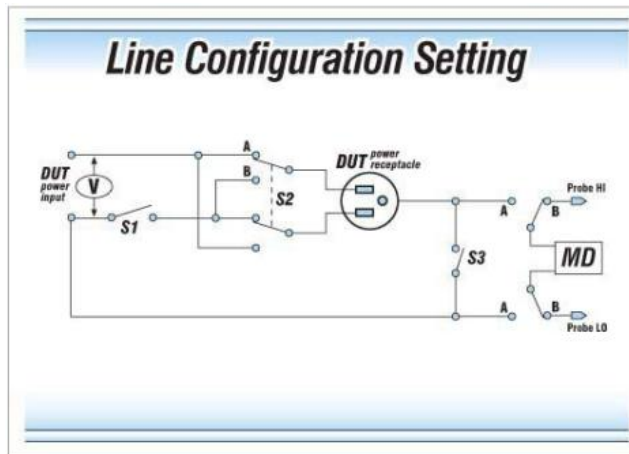 Line Configuration Setting
A
DUT power receptacle
DUT power input
V
B
S2
S1
Probe HI
A
B
S3
MD
A
B
Probe LO